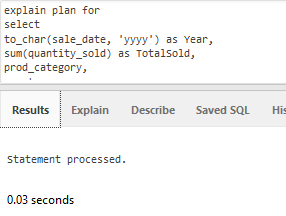 explain plan for
select
to_char(sale_date, 'yyyy') as Year,
sum(quantity_sold) as TotalSold,
prod_category,
Results Explain Describe Saved SQL His
Statement processed.
0.03 seconds